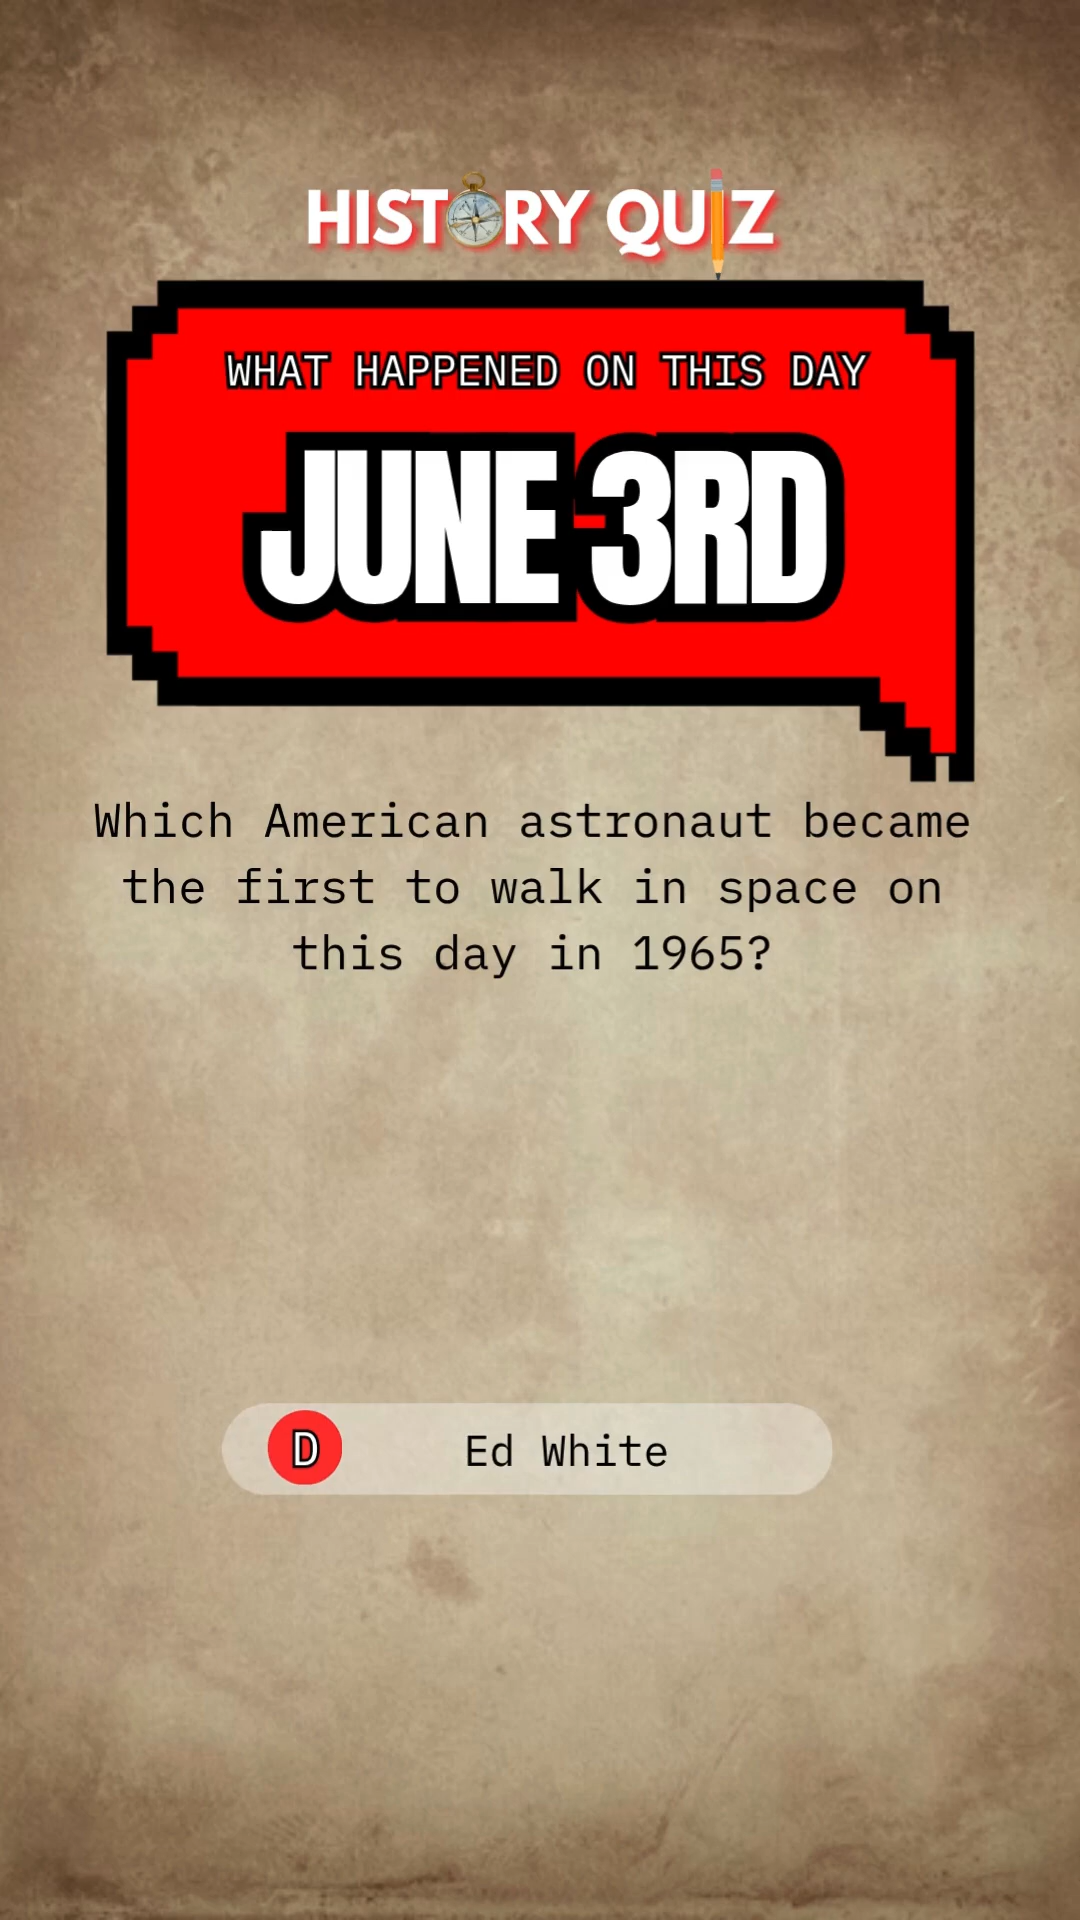 HISTORY QUIZ
WHAT HAPPENED ON THIS DAY
JUNE 3RD
Which American astronaut became
the first to walk in space on
this day in 1965?
D Ed White